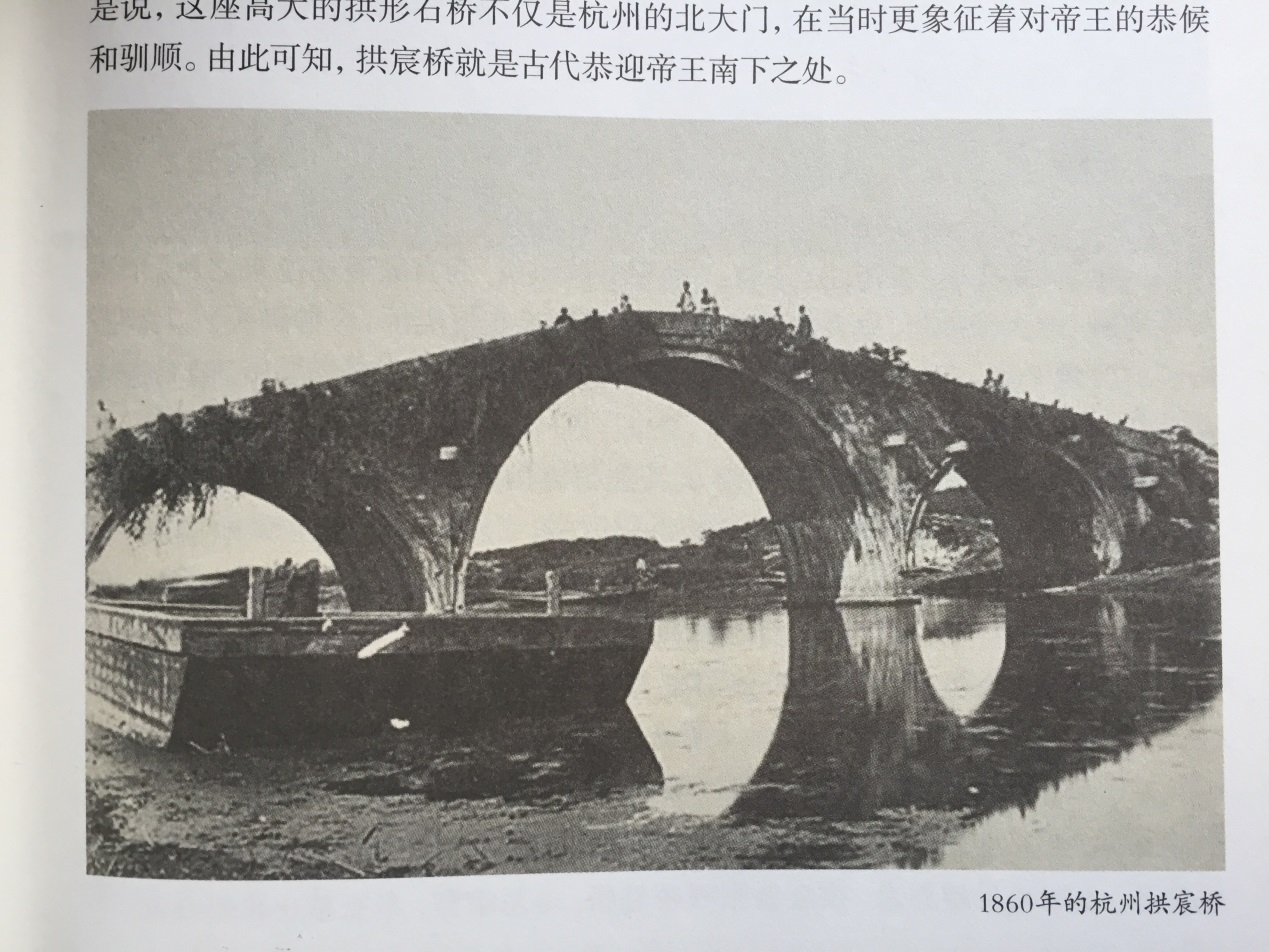 是说，这座高大的拱形石桥不仅是杭州的北大门，在当时更象征着对帝王的恭候
和驯顺。由此可知，拱宸桥就是古代恭迎帝王南下之处。
1860年的杭州拱宸桥